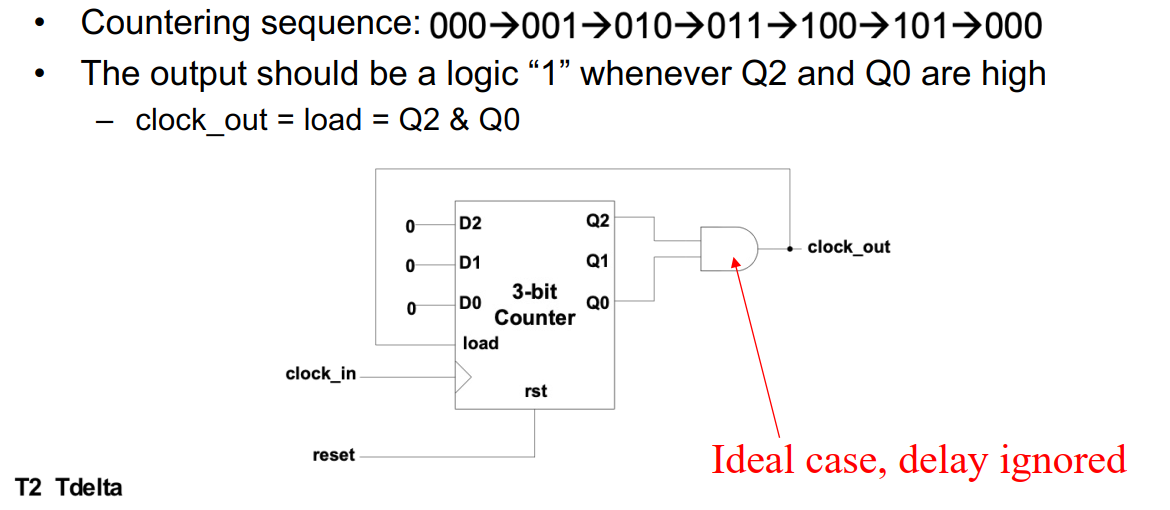 • Countering sequence: 000→001→010→011→100→101→000
• The output should be a logic “1” whenever Q2 and Q0 are high
– clock_out = load = Q2 & Q0
0 D2 Q2
clock_out
0 D1 Q1
3-bit
0 D0 Q0
Counter
load
clock_in
rst
reset
Ideal case, delay ignored
T2 Tdelta